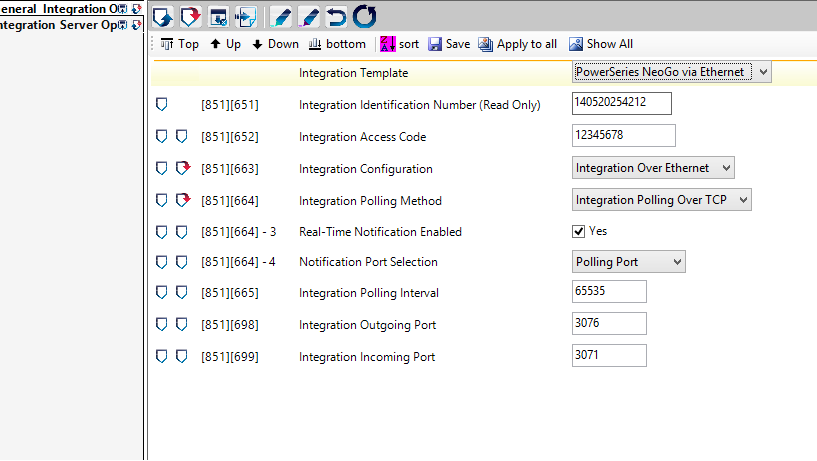 eneral Integration O
ntegration Server Op
Top Up Down bottom sort Save Apply to all Show All
Integration Template PowerSeries NeoGo via Ethernet
[851][651] Integration Identification Number (Read Only) 140520254212
[851][652] Integration Access Code 12345678
[851][663] Integration Configuration Integration Over Ethernet
[851][664] Integration Polling Method Integration Polling Over TCP
[851][664] - 3 Real-Time Notification Enabled Yes
[851][664] - 4 Notification Port Selection Polling Port
[851][665] Integration Polling Interval 65535
[851][698] Integration Outgoing Port 3076
[851][699] Integration Incoming Port 3071